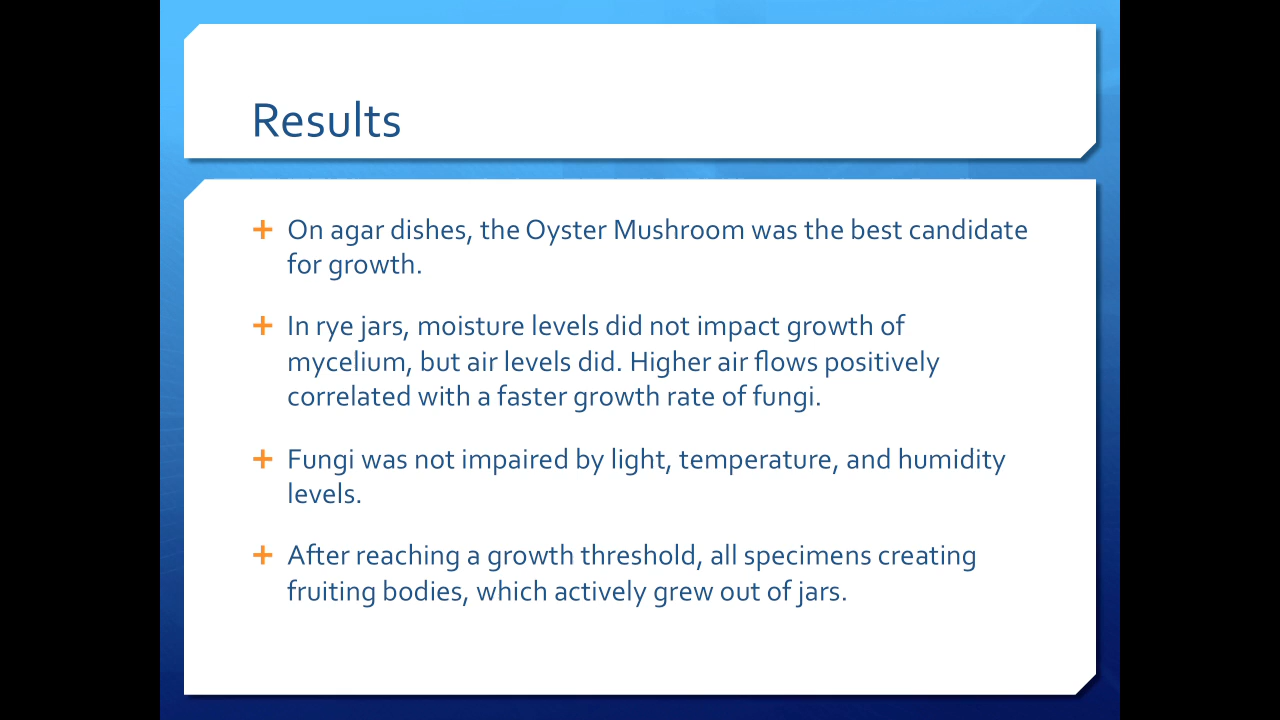 Results
On agar dishes, the Oyster Mushroom was the best candidate
for growth.
In rye jars, moisture levels did not impact growth of
mycelium, but air levels did. Higher air flows positively
correlated with a faster growth rate of fungi.
Fungi was not impaired by light, temperature, and humidity
levels.
After reaching a growth threshold, all specimens creating
fruiting bodies, which actively grew out of jars.